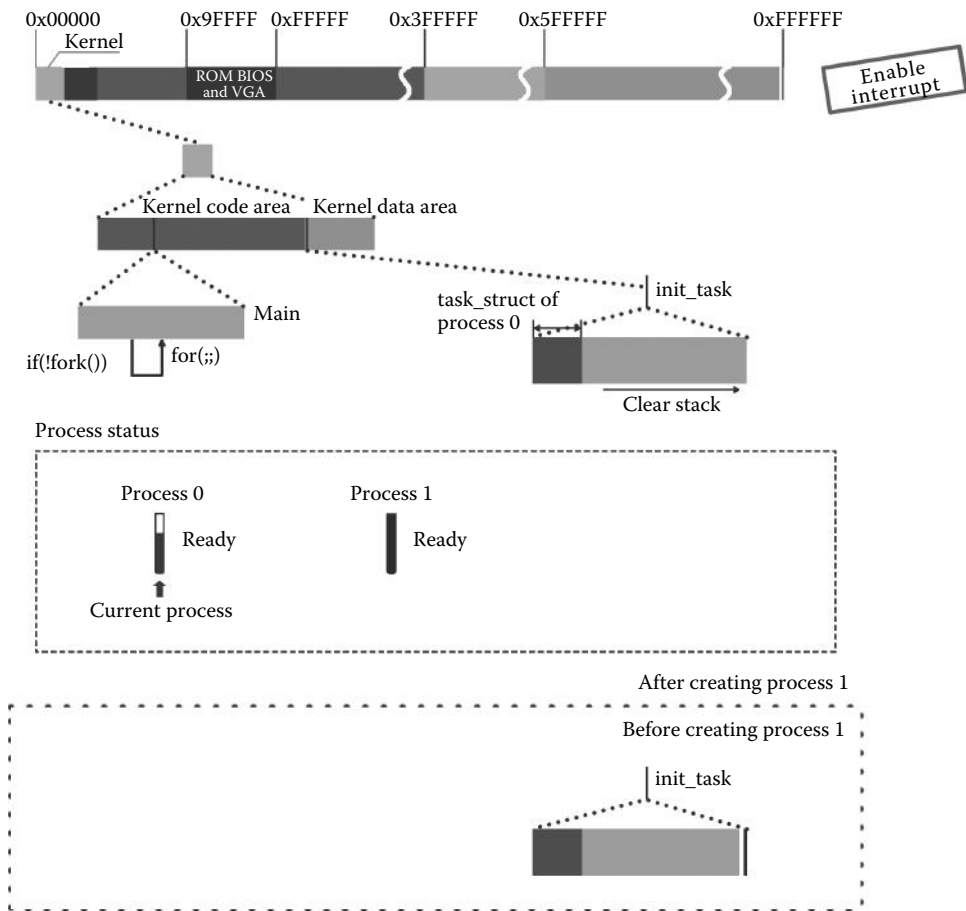 0x00000 0x9FFFF 0xFFFFF 0x3FFFFF 0x5FFFFF 0xFFFFFF
Kernel
ROM BIOS
and VGA
Enable
interrupt
Kernel code area Kernel data area
Main
if(!fork())
for(;;)
task_struct of
process 0
init_task
Clear stack
Process status
Process 0 Process 1
Ready Ready
Current process
After creating process 1
Before creating process 1
init_task